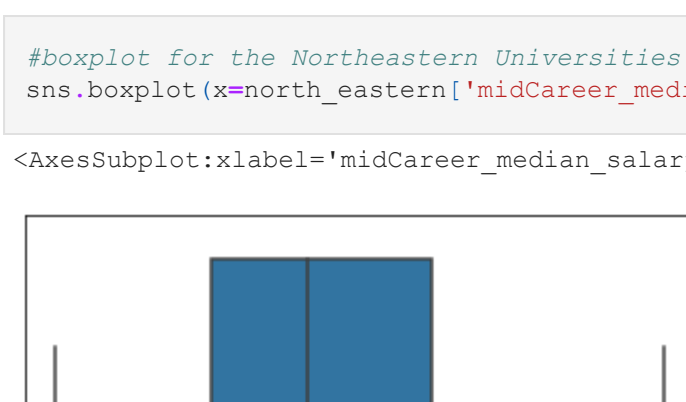 #boxplot for the Northeastern Universities
sns.boxplot(x=north_eastern['midCareer_medi
<AxesSubplot:xlabel='midCareer_median_salar